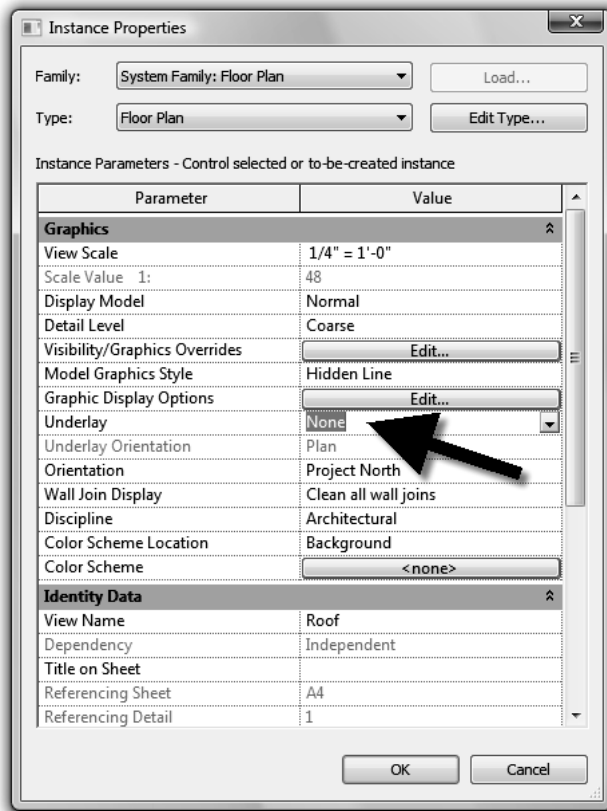 Instance Properties
x
Family: System Family: Floor Plan Load...
Type: Floor Plan Edit Type...
Instance Parameters - Control selected or to-be-created instance
Parameter Value
Graphics
View Scale 1/4" = 1'-0"
Scale Value 1: 48
Display Model Normal
Detail Level Coarse
Visibility/Graphics Overrides Edit...
Model Graphics Style Hidden Line
Graphic Display Options Edit...
Underlay None
Underlay Orientation Plan
Orientation Project North
Wall Join Display Clean all wall joins
Discipline Architectural
Color Scheme Location Background
Color Scheme <none>
Identity Data
View Name Roof
Dependency Independent
Title on Sheet
Referencing Sheet A4
Referencing Detail 1
OK Cancel